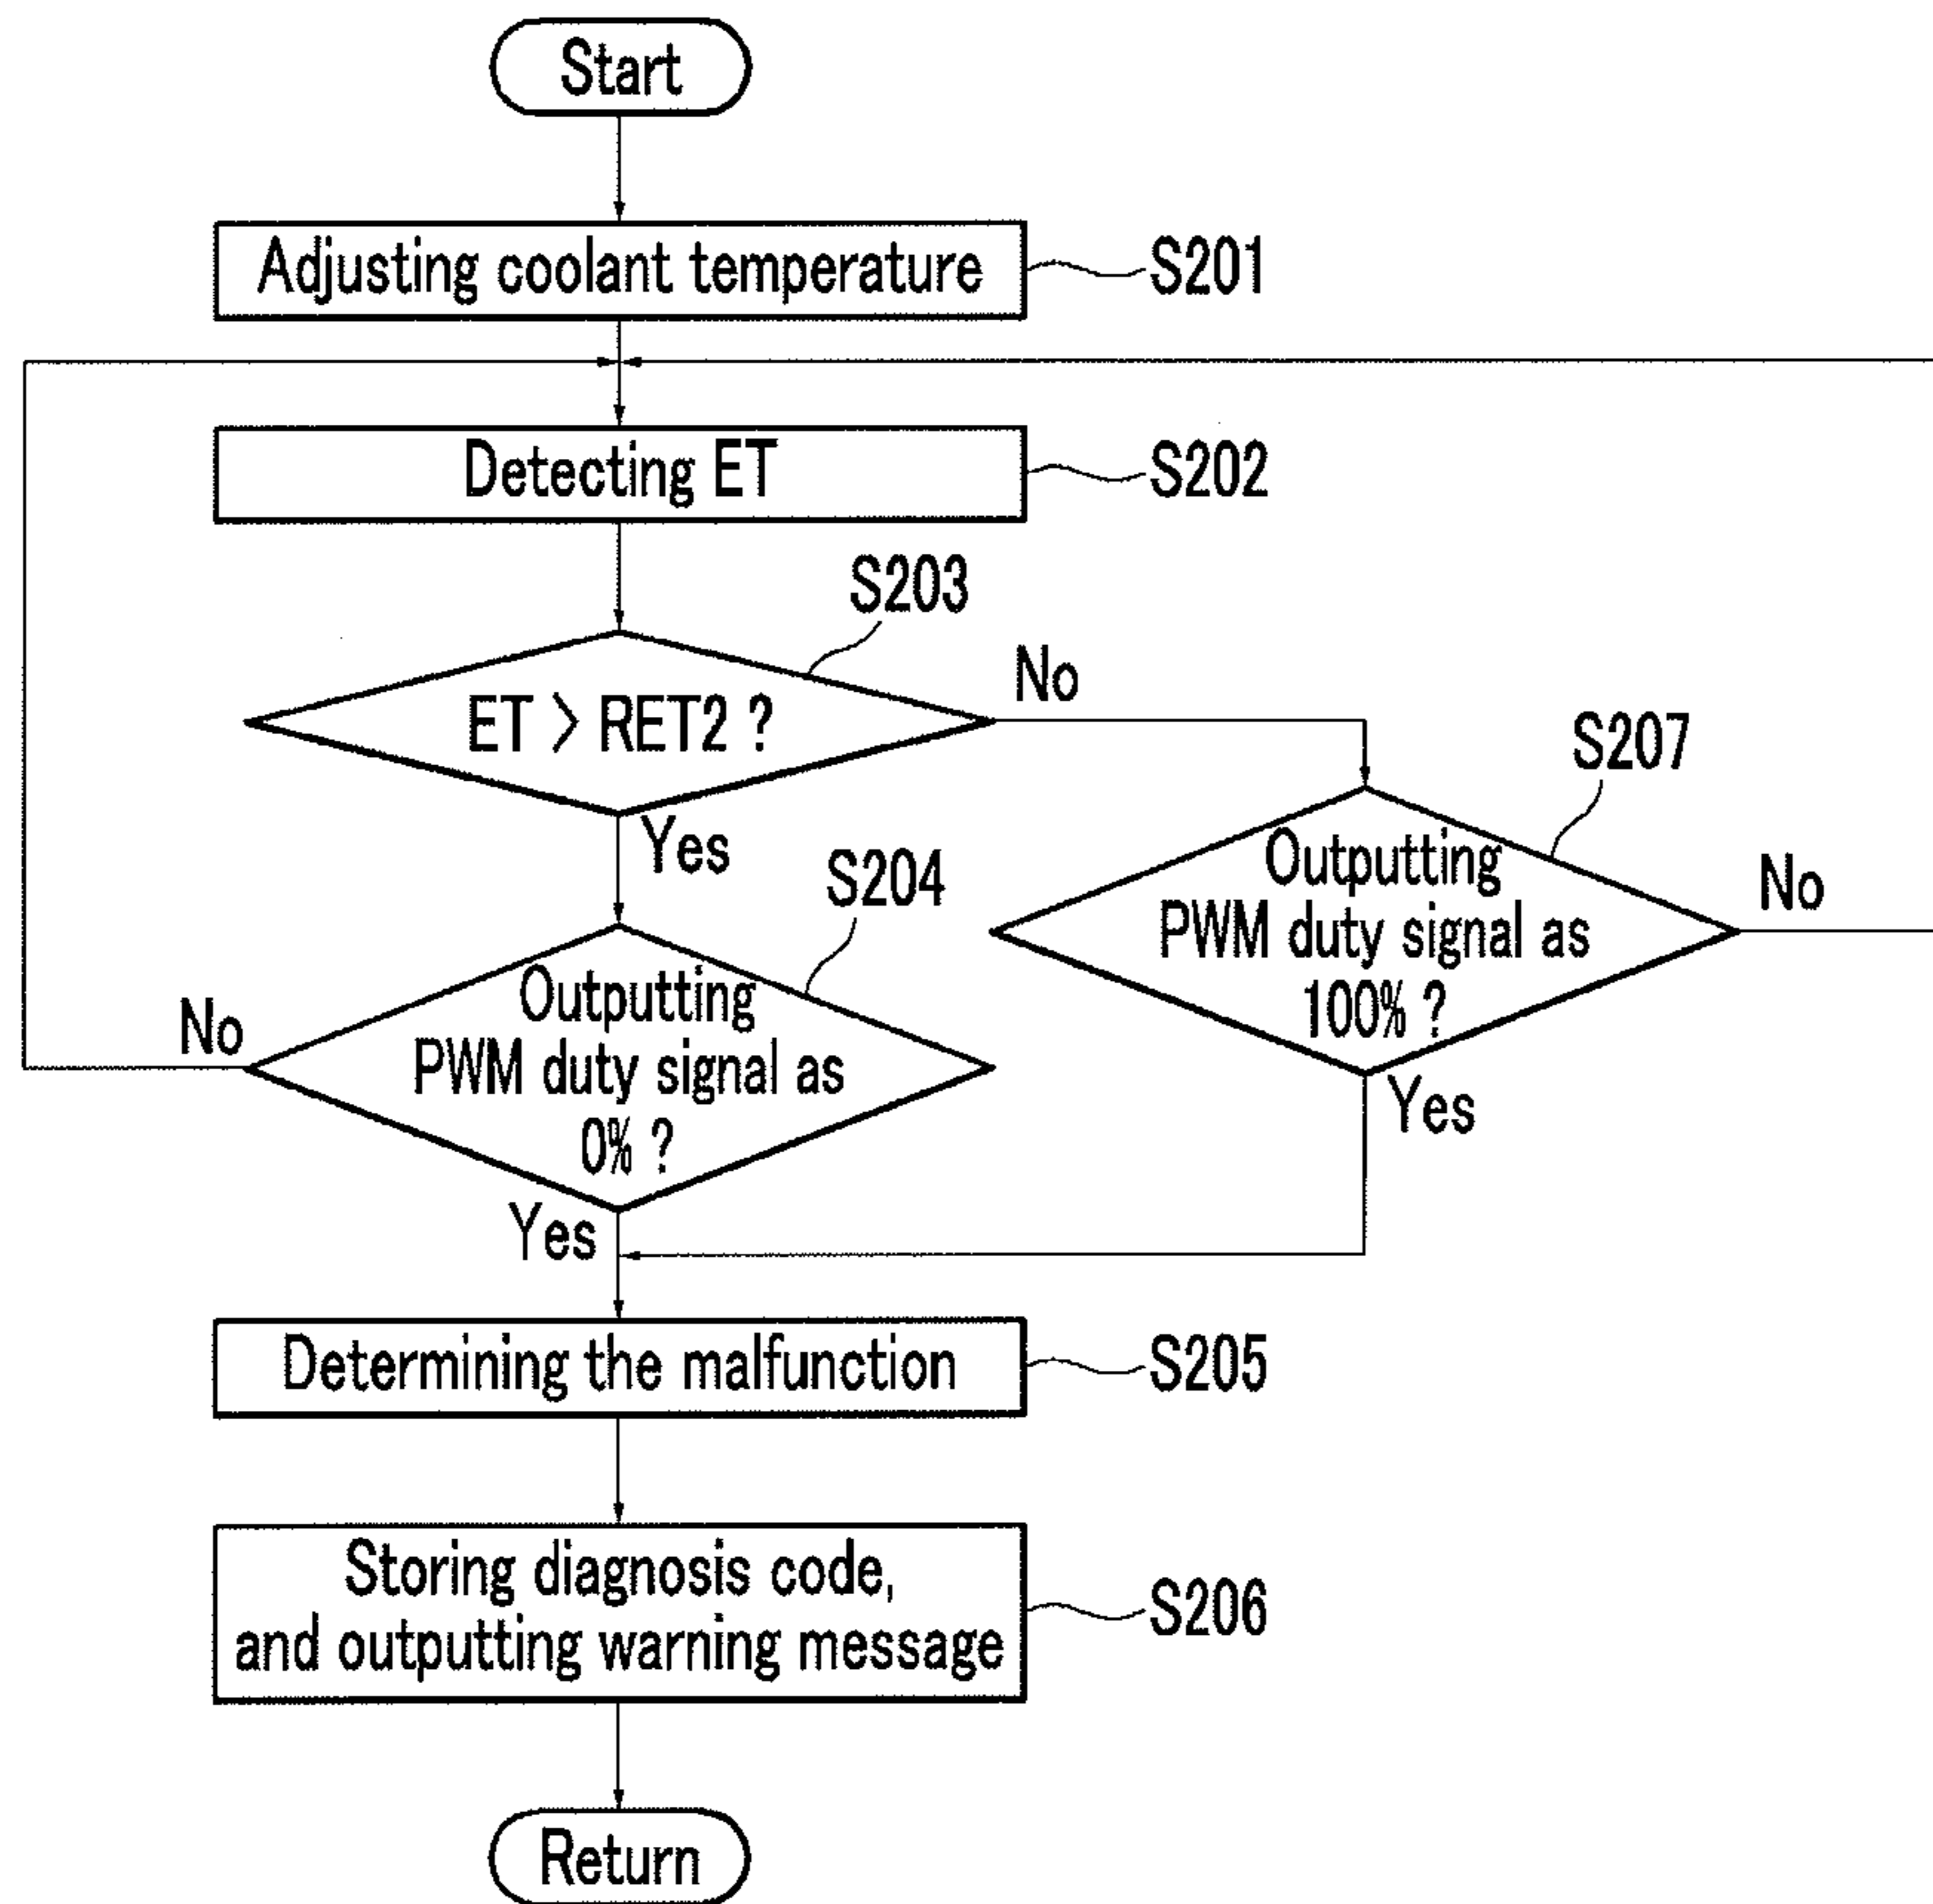 Start
Adjusting coolant temperature
S201
Detecting ET
S202
S203
ET > RET2 ?
No
Yes
S207
Outputting
PWM duty signal as
100% ?
No
Yes
S204
Outputting
PWM duty signal as
0% ?
No
Yes
Determining the malfunction
S205
Storing diagnosis code,
and outputting warning message
S206
Return